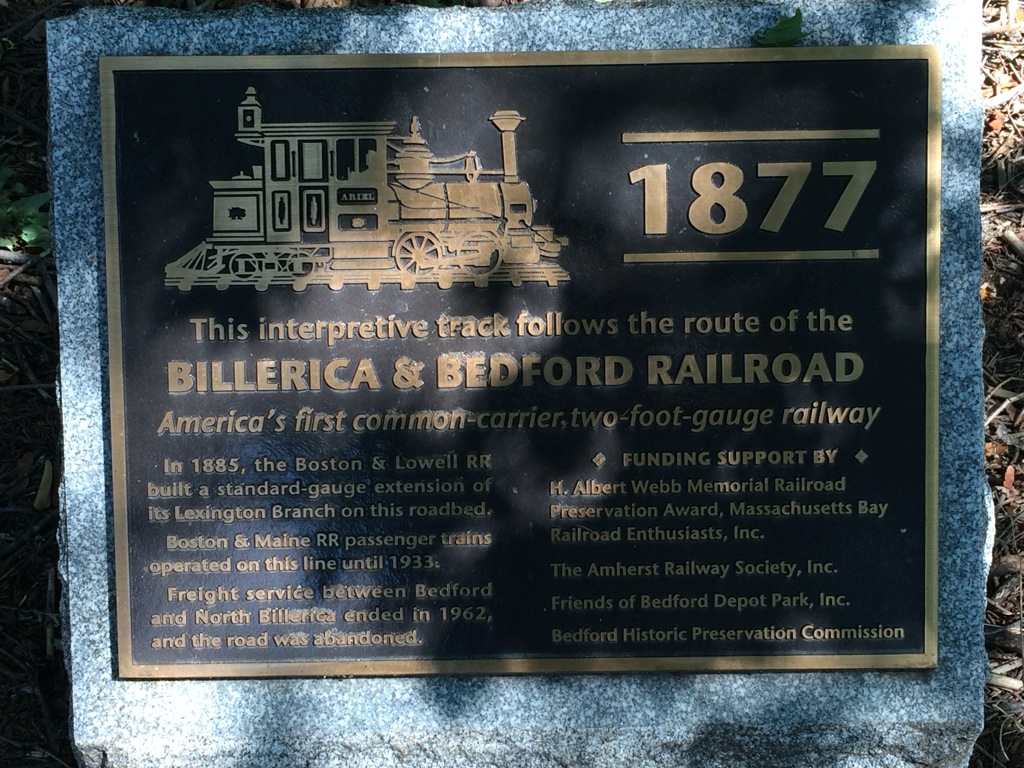 ARIEL
1877
This interpretive track follows the route of the
BILLERICA & BEDFORD RAILROAD
America's first common-carrier, two-foot-gauge railway
In 1885, the Boston & Lowell RR
built a standard-gauge extension of
its Lexington Branch on this roadbed.
Boston & Maine RR passenger trains
operated on this line until 1933.
Freight service between Bedford
and North Billerica ended in 1962,
and the road was abandoned.
FUNDING SUPPORT BY
H. Albert Webb Memorial Railroad
Preservation Award, Massachusetts Bay
Railroad Enthusiasts, Inc.
The Amherst Railway Society, Inc.
Friends of Bedford Depot Park, Inc.
Bedford Historic Preservation Commission